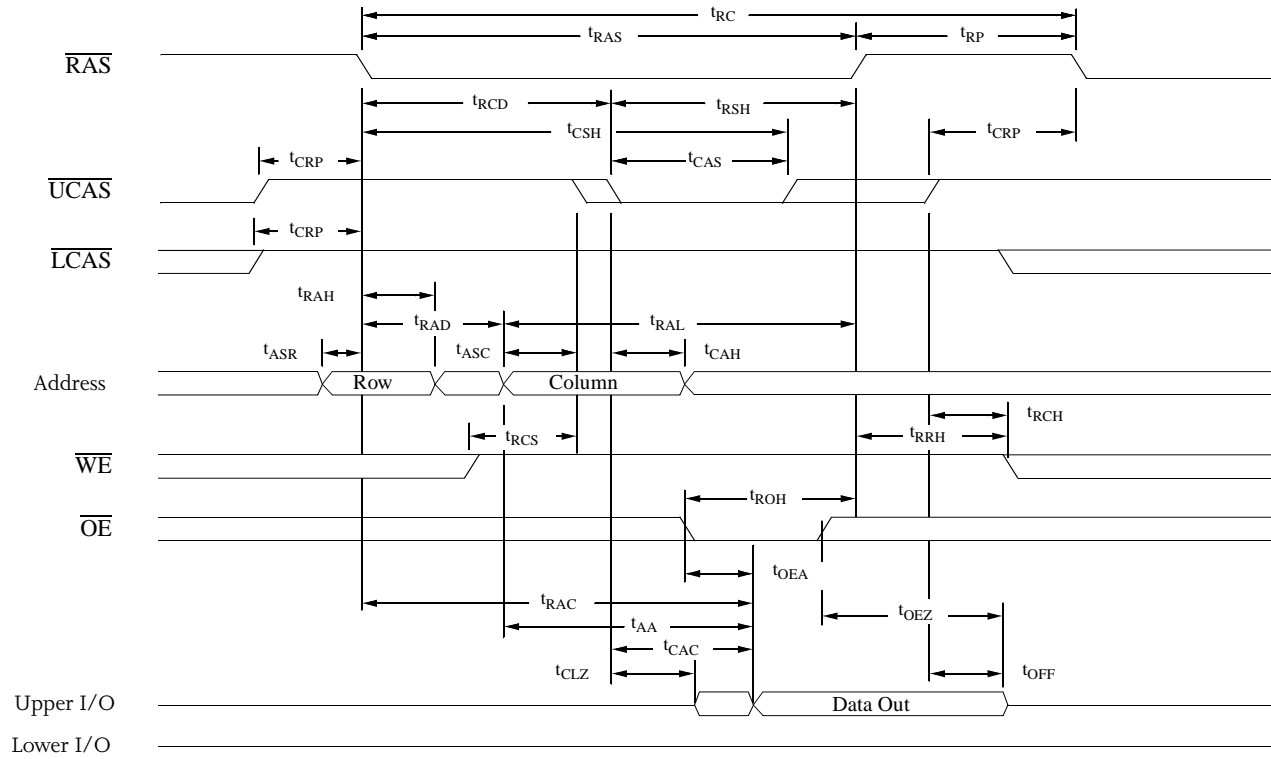 tRC
tRAS
tRP
RAS
tRCD
tRSH
tCSH
tCRP
tCRP
tCAS
UCAS
tCRP
LCAS
tRAH
tRAD
tRAL
tASR
tASC
tCAH
Address
Row
Column
tRCH
tRCS
tRRH
WE
tROH
OE
tOEA
tRAC
tOEZ
tAA
tCAC
tCLZ
tOFF
Upper I/O
Data Out
Lower I/O